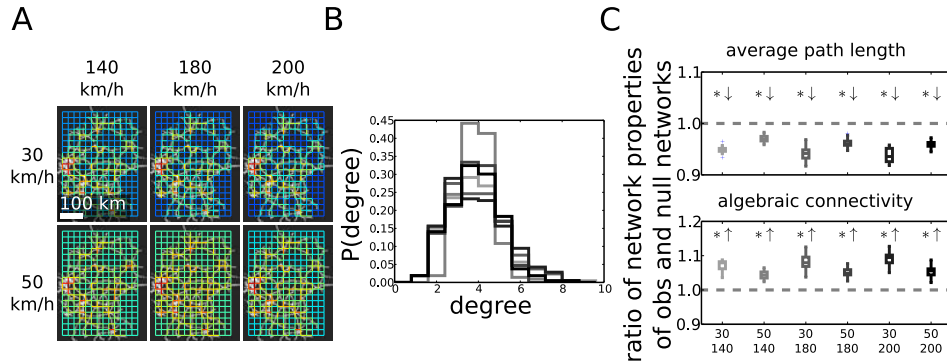 A
B
C
140
km/h
180
km/h
200
km/h
30
km/h
50
km/h
100 km
P(degree)
0.45
0.40
0.35
0.30
0.25
0.20
0.15
0.10
0.05
0.00
0 2 4 6 8 10
degree
ratio of network properties
of obs and null networks
average path length
1.1
1.0
0.9
* ↓ * ↓ * ↓ * ↓ * ↓ * ↓
algebraic connectivity
1.2
1.1
1.0
0.9
* ↑ * ↑ * ↑ * ↑ * ↑ * ↑
30 50 30 50 30 50
140 140 180 180 200 200